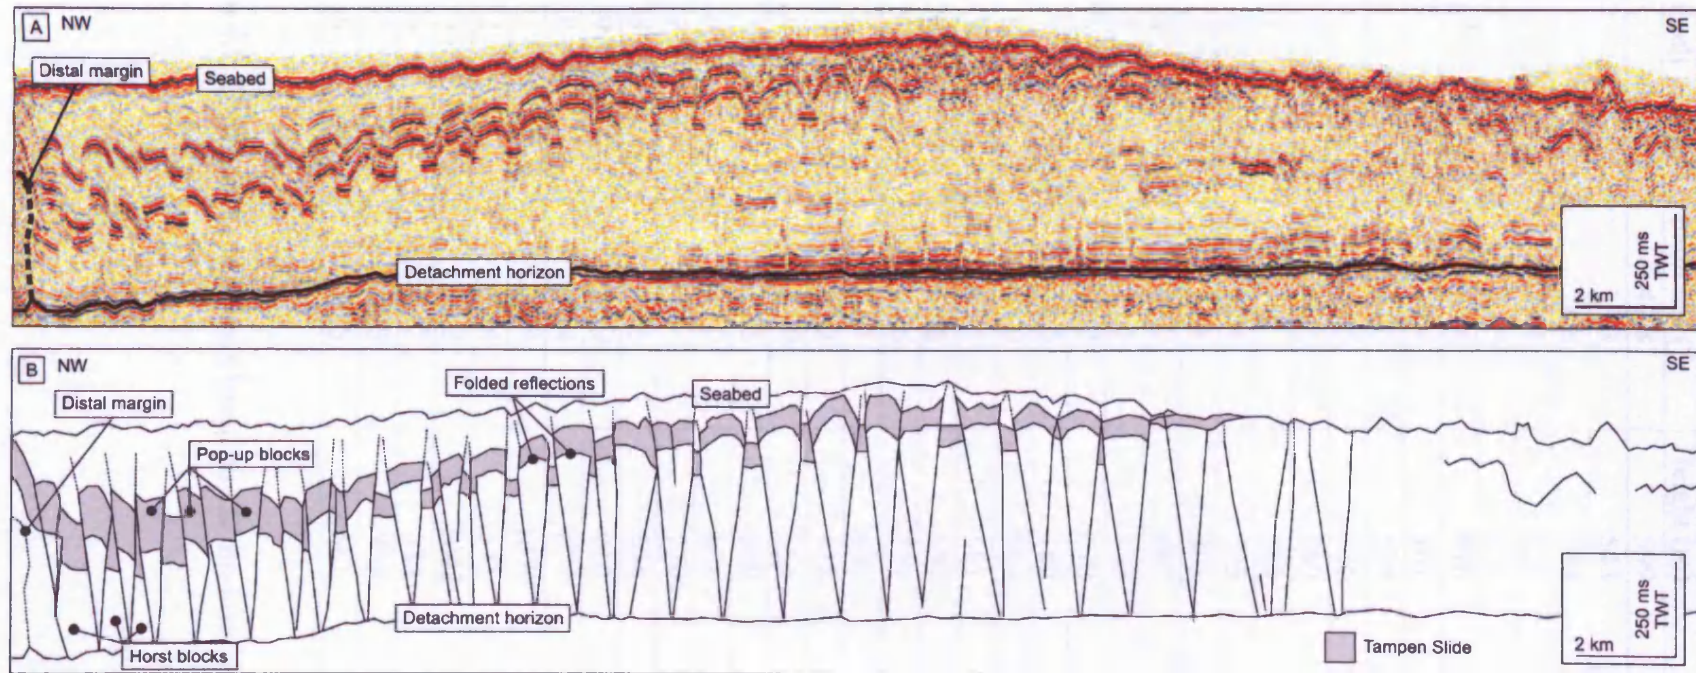 A NW
SE
Distal margin
Seabed
Detachment horizon
250 ms
TWT
2 km
B NW
SE
Distal margin
Folded reflections
Seabed
Pop-up blocks
Detachment horizon
Horst blocks
Tampen Slide
250 ms
TWT
2 km